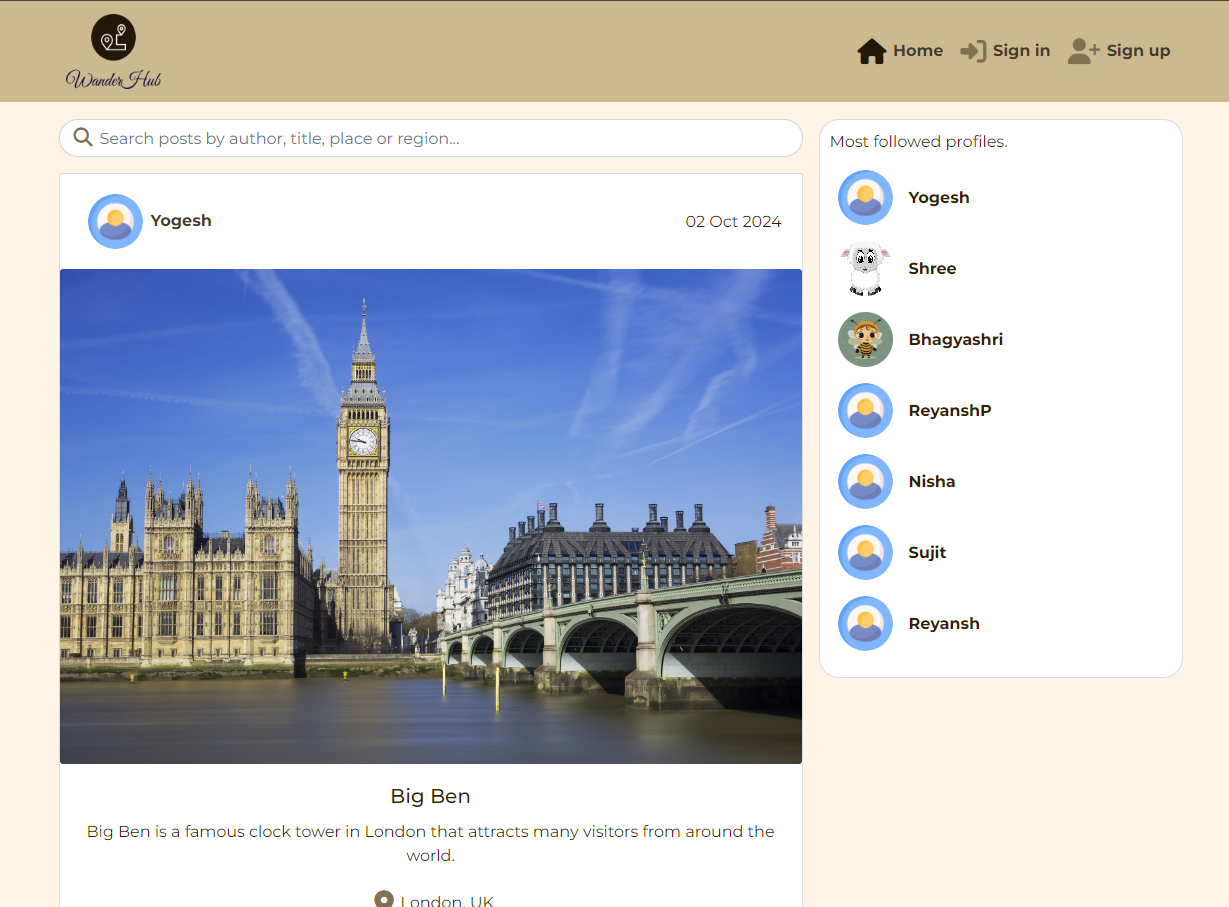 Wander Hub
Home
Sign in
Sign up
Search posts by author, title, place or region...
Yogesh
02 Oct 2024
Big Ben
Big Ben is a famous clock tower in London that attracts many visitors from around the
world.
London, UK
Most followed profiles.
Yogesh
Shree
Bhagyashri
ReyanshP
Nisha
Sujit
Reyansh